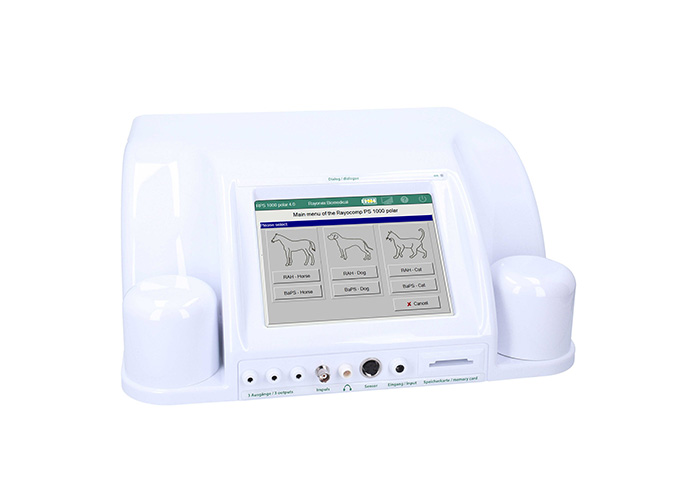 Dialog / dialogue
RPS 1000 polar 4.0 Rayonex Biomedical
Main menu of the Rayocomp PS 1000 polar
Please select
RAH - Horse RAH - Dog RAH - Cat
BaPS - Horse BaPS - Dog BaPS - Cat
X Cancel
3 Ausgänge / 3 outputs Impuls Sensor Eingang / input Speicherkarte / memory card